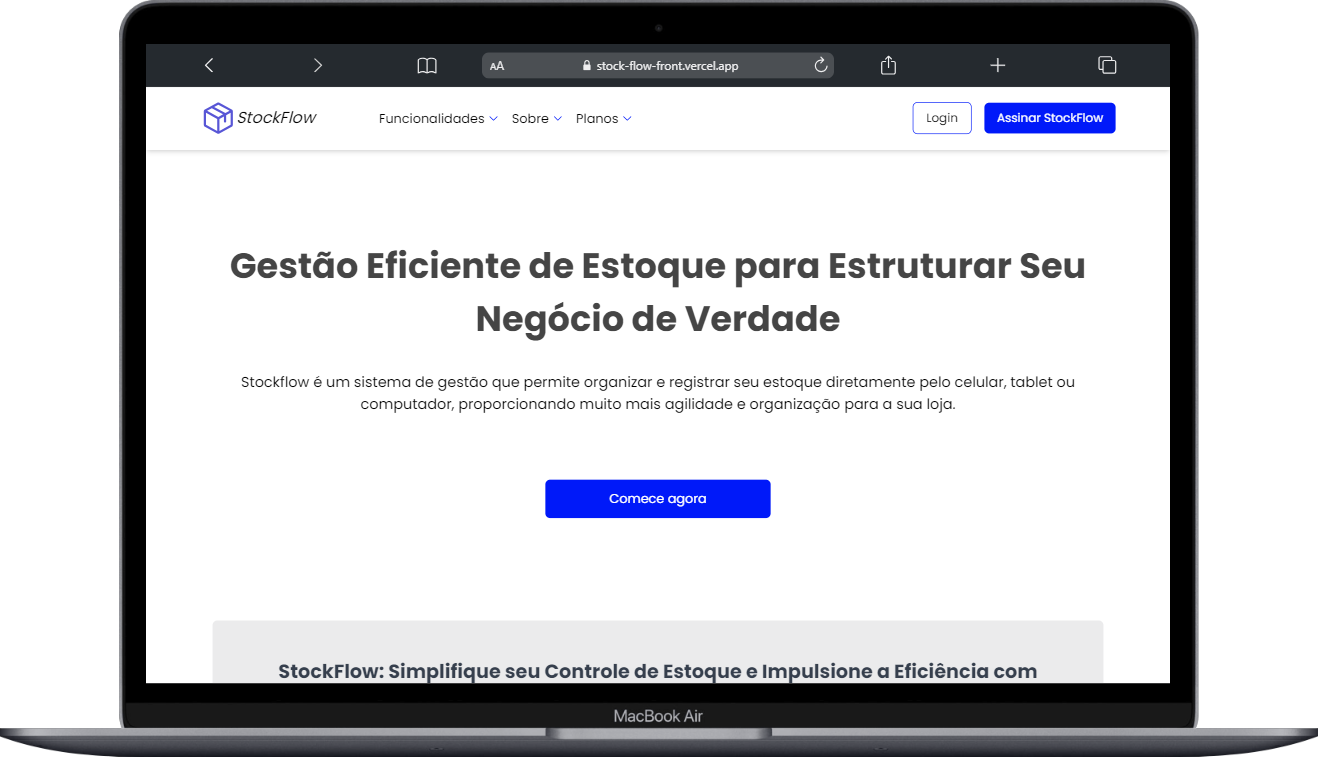 AA stock-flow-front.vercel.app
StockFlow Funcionalidades Sobre Planos Login Assinar StockFlow
Gestão Eficiente de Estoque para Estruturar Seu
Negócio de Verdade
Stockflow é um sistema de gestão que permite organizar e registrar seu estoque diretamente pelo celular, tablet ou
computador, proporcionando muito mais agilidade e organização para a sua loja.
Comece agora
StockFlow: Simplifique seu Controle de Estoque e Impulsione a Eficiência com
MacBook Air